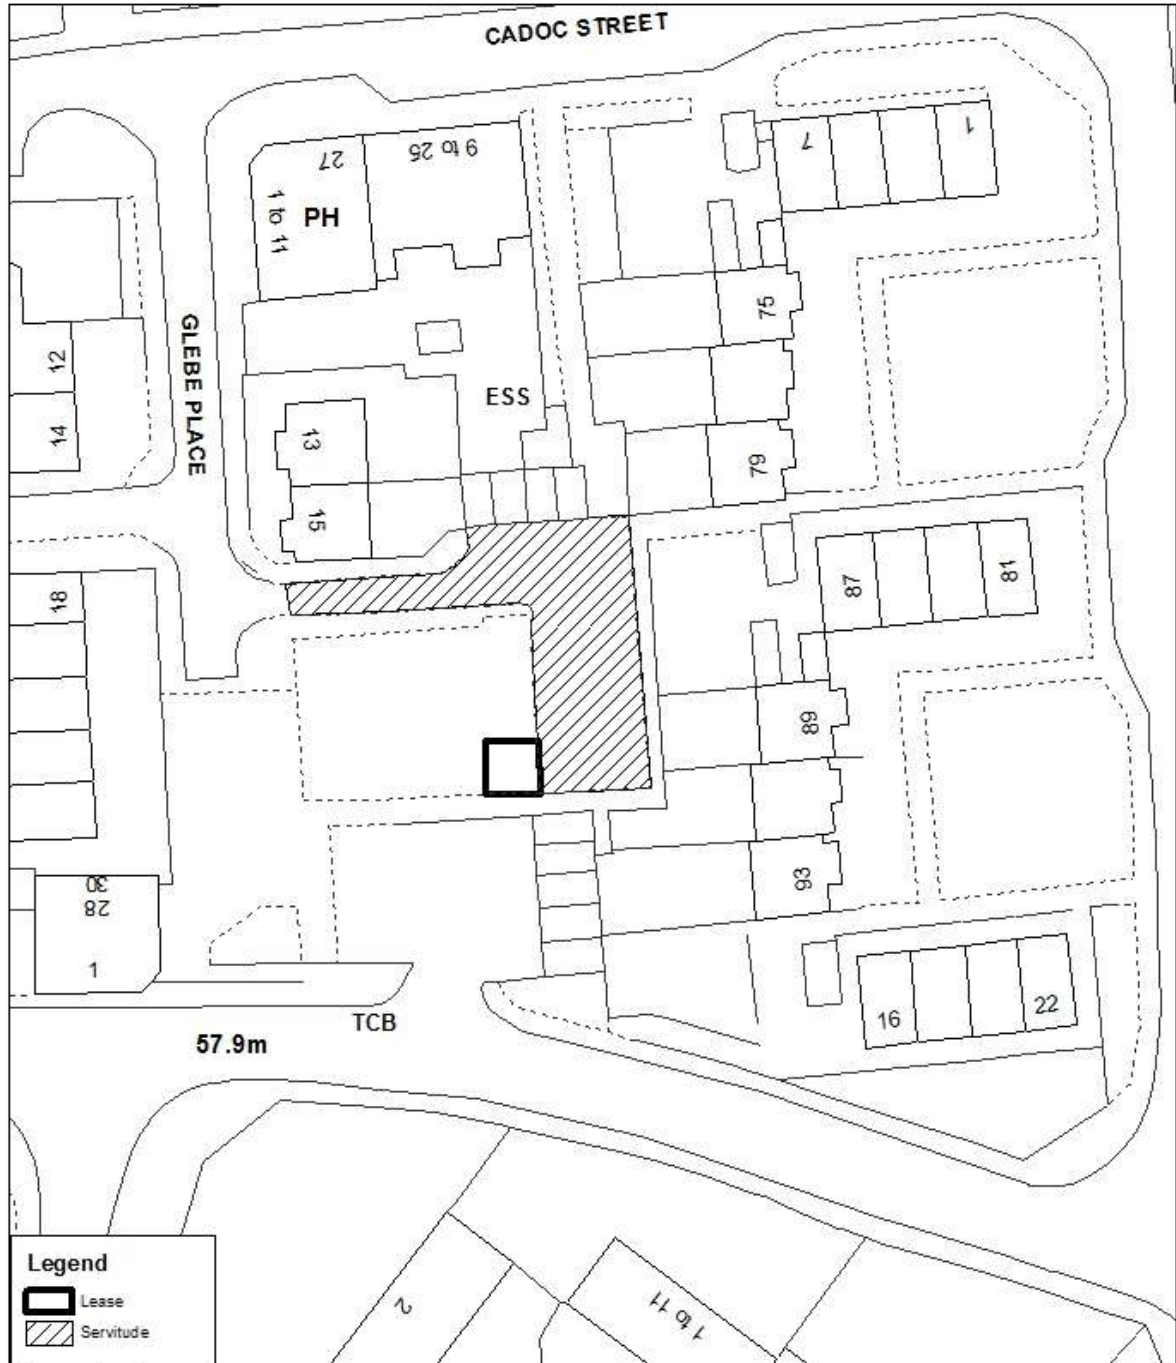 CADOC STREET
27
9 to 25
7
1
1 to 11
PH
75
GLEBE PLACE
12
ESS
14
13
79
15
18
87
81
89
93
30
28
1
16
22
TCB
57.9m
2
1 to 11
Legend
Lease
Servitude